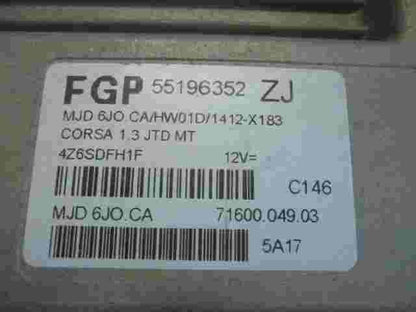 FGP 55196352 ZJ
MJD 6JO.CA/HW01D/1412-X183
CORSA 1.3 JTD MT
4Z6SDFH1F 12V=
C146
MJD 6JO.CA 71600.049.03
5A17